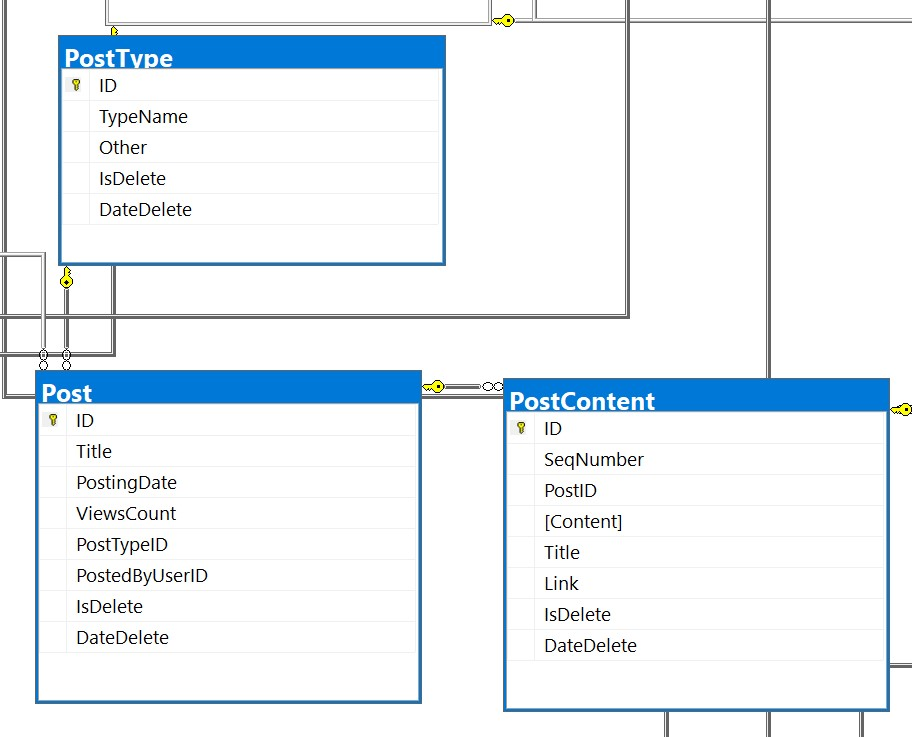 PostType
ID
TypeName
Other
IsDelete
DateDelete
Post
ID
Title
PostingDate
ViewsCount
PostTypeID
PostedByUserID
IsDelete
DateDelete
PostContent
ID
SeqNumber
PostID
[Content]
Title
Link
IsDelete
DateDelete